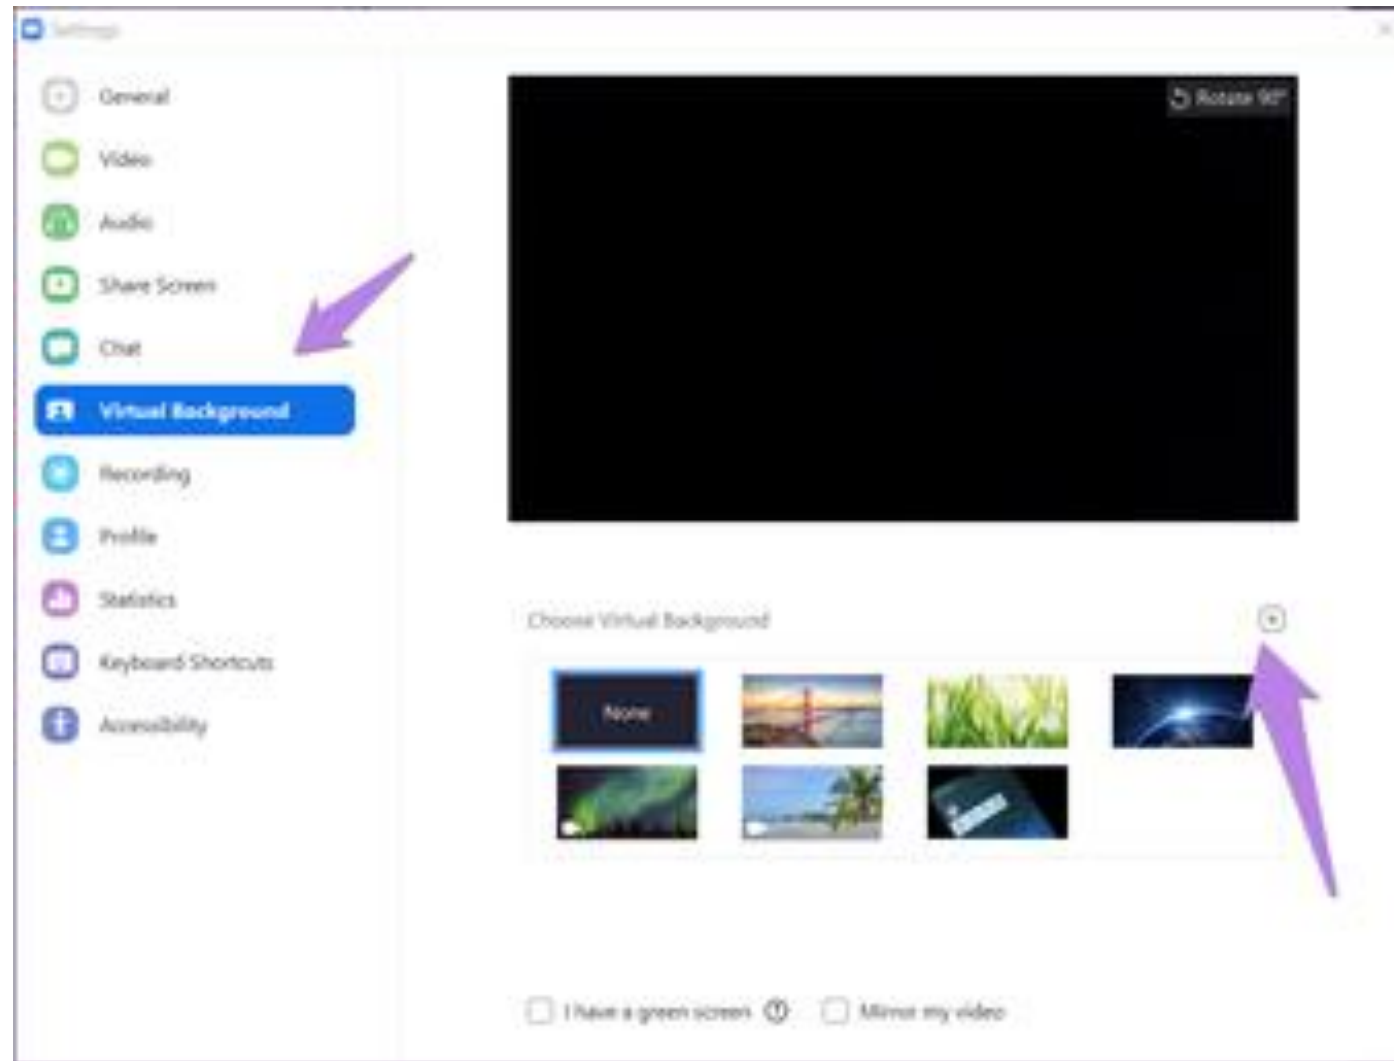 Settings
General
Video
Audio
Share Screen
Chat
Virtual Background
Recording
Profile
Statistics
Keyboard Shortcuts
Accessibility
Rotate 90°
Choose Virtual Background
None
I have a green screen
Mirror my video